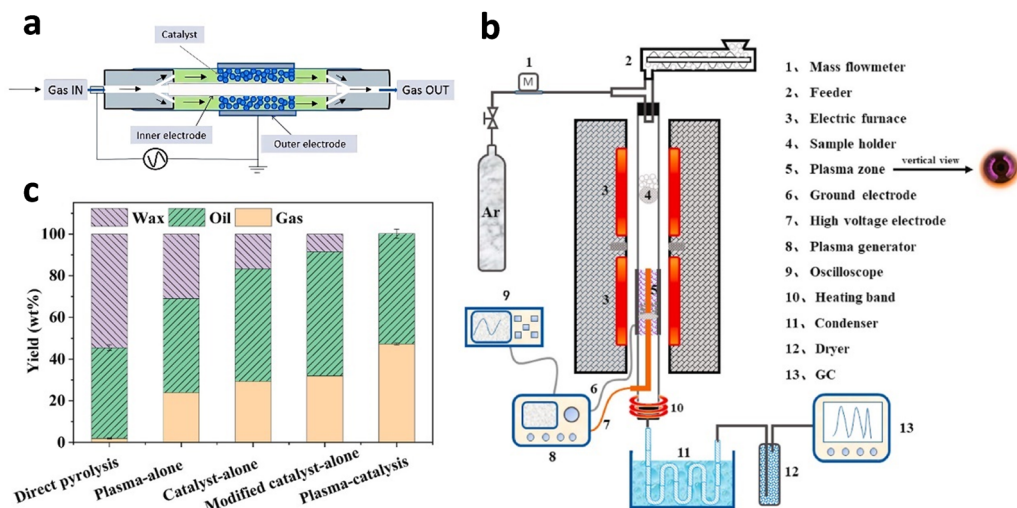 a
Catalyst
Gas IN
Gas OUT
Inner electrode
Outer electrode
b
1
M
2
Ar
3
3
4
5
6
7
8
9
10
11
12
13
1、 Mass flowmeter
2、 Feeder
3、 Electric furnace
4、 Sample holder
5、 Plasma zone
vertical view
6、 Ground electrode
7、 High voltage electrode
8、 Plasma generator
9、 Oscilloscope
10、 Heating band
11、 Condenser
12、 Dryer
13、 GC
c
Wax Oil Gas
Yield (wt%)
100
80
60
40
20
0
Direct pyrolysis
Plasma-alone
Catalyst-alone
Modified catalyst-alone
Plasma-catalysis